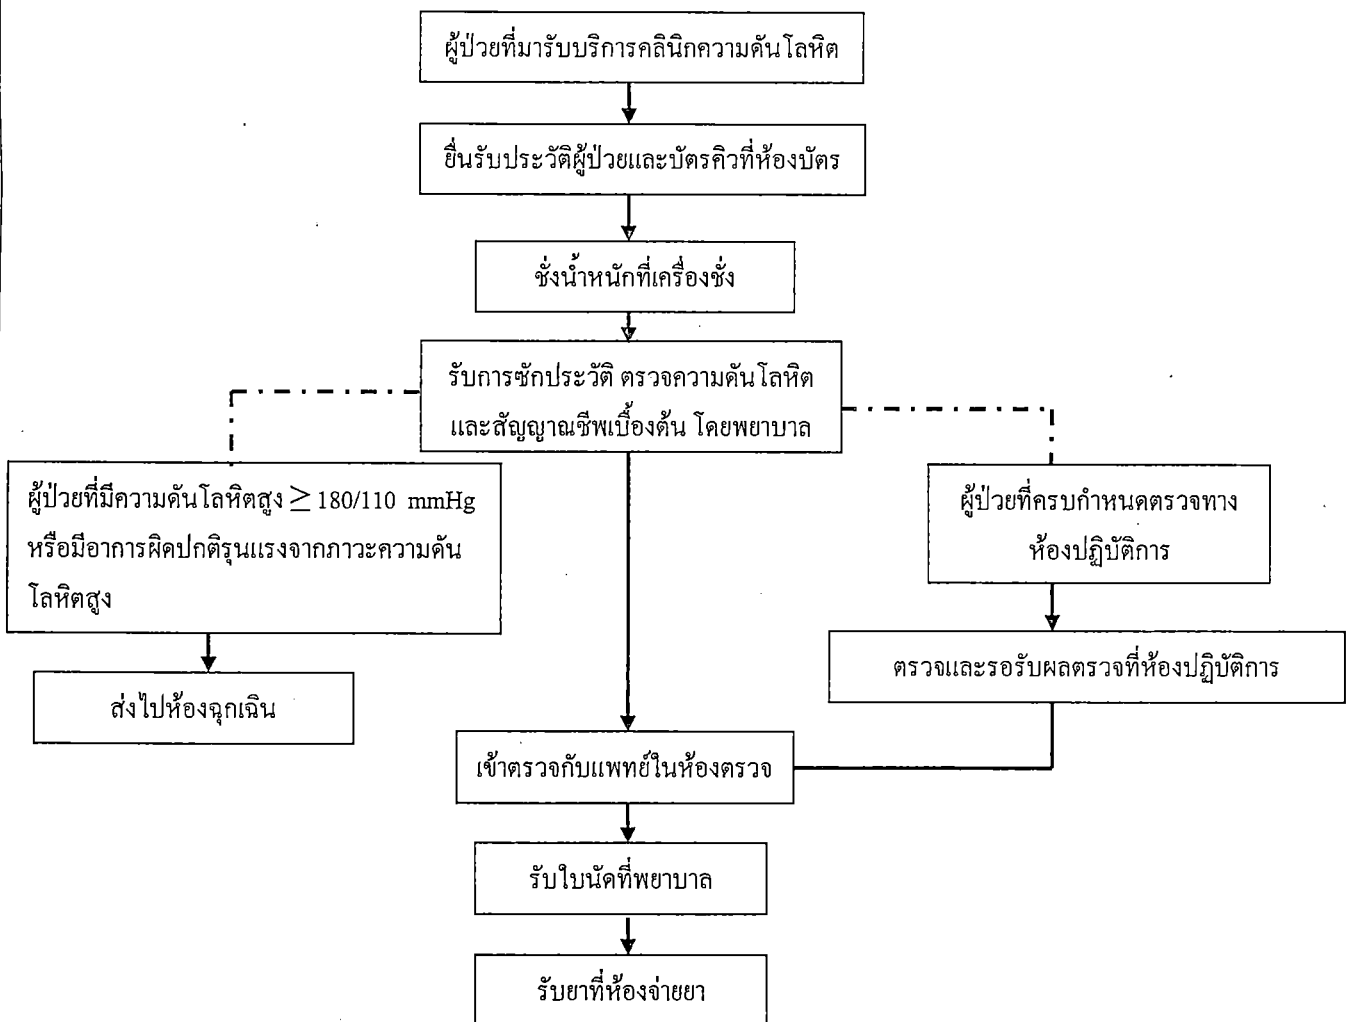 ผู้ป่วยที่มารับบริการคลินิกความดันโลหิต
ยื่นรับประวัติผู้ป่วยและบัตรคิวที่ห้องบัตร
ชั่งน้ำหนักที่เครื่องชั่ง
รับการซักประวัติ ตรวจความดันโลหิต
และสัญญาณชีพเบื้องต้น โดยพยาบาล
ผู้ป่วยที่มีความดันโลหิตสูง ≥ 180/110 mmHg
หรือมีอาการผิดปกติรุนแรงจากภาวะความดัน
โลหิตสูง
ส่งไปห้องฉุกเฉิน
ผู้ป่วยที่ครบกำหนดตรวจทาง
ห้องปฏิบัติการ
ตรวจและรอรับผลตรวจที่ห้องปฏิบัติการ
เข้าตรวจกับแพทย์ในห้องตรวจ
รับใบนัดที่พยาบาล
รับยาที่ห้องจ่ายยา